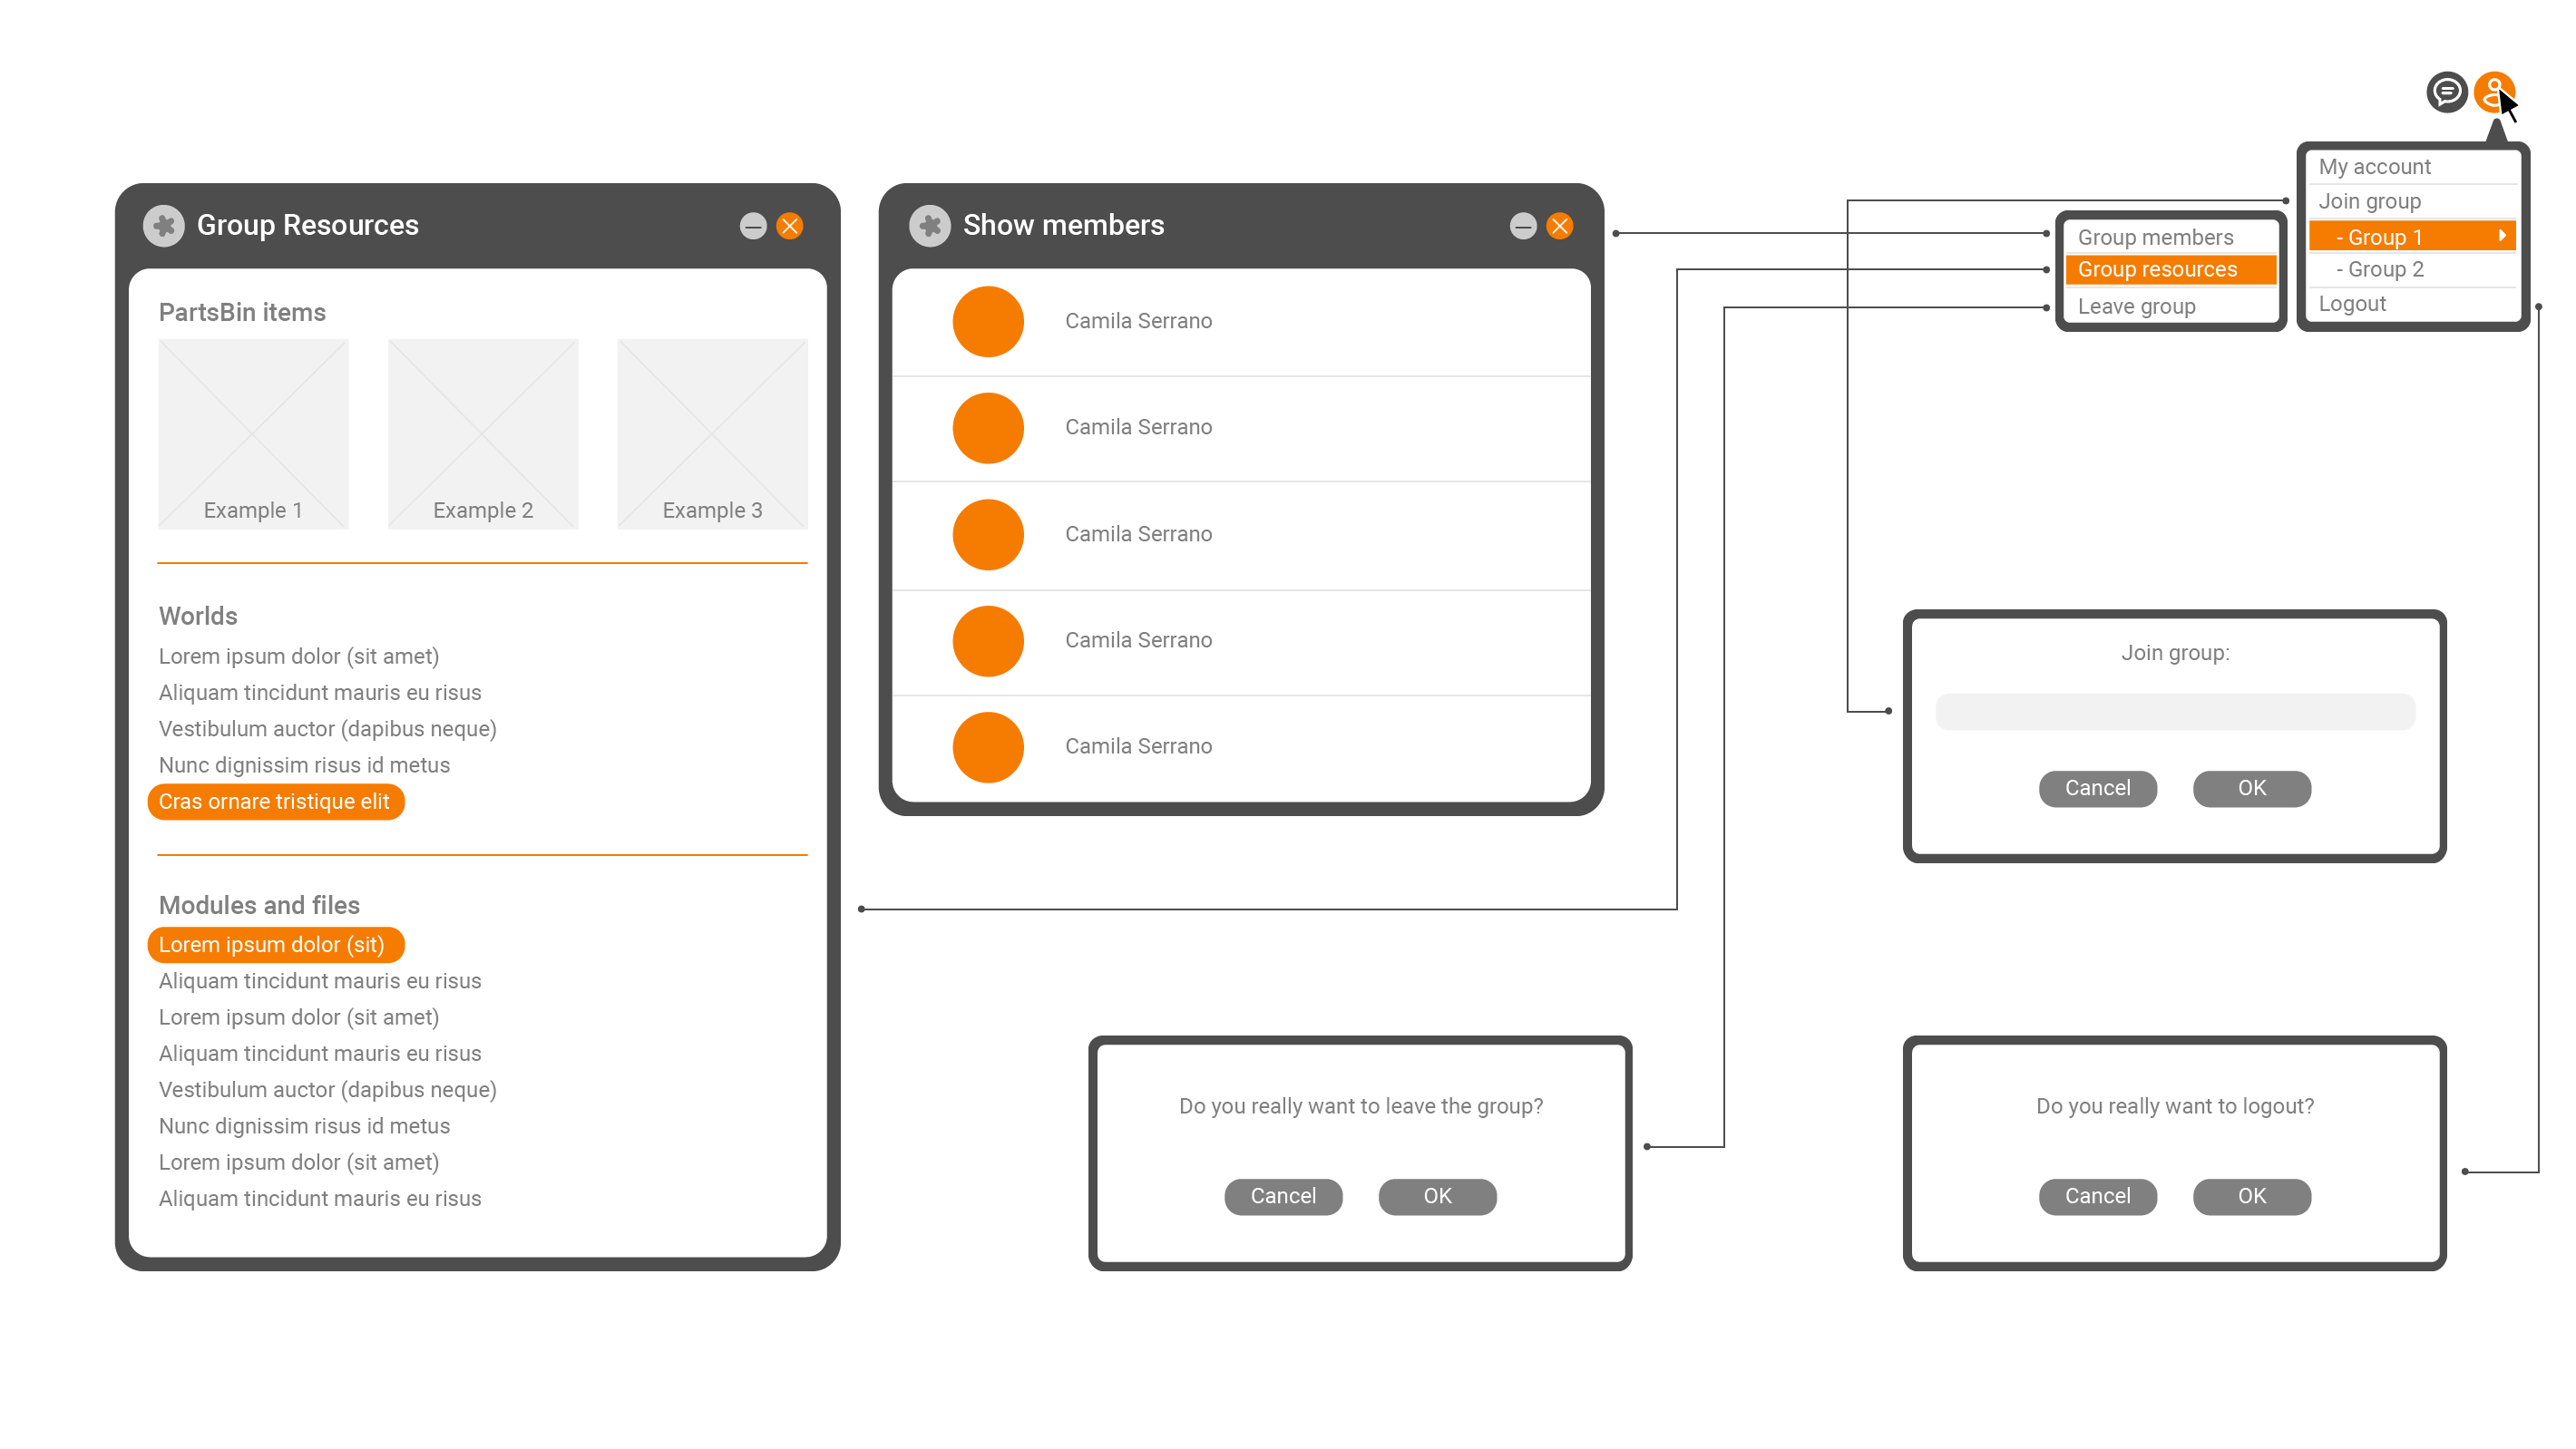 Group Resources
PartsBin items
Example 1
Example 2
Example 3
Worlds
Lorem ipsum dolor (sit amet)
Aliquam tincidunt mauris eu risus
Vestibulum auctor (dapibus neque)
Nunc dignissim risus id metus
Cras ornare tristique elit
Modules and files
Lorem ipsum dolor (sit)
Aliquam tincidunt mauris eu risus
Lorem ipsum dolor (sit amet)
Aliquam tincidunt mauris eu risus
Vestibulum auctor (dapibus neque)
Nunc dignissim risus id metus
Lorem ipsum dolor (sit amet)
Aliquam tincidunt mauris eu risus
Show members
Camila Serrano
Camila Serrano
Camila Serrano
Camila Serrano
Camila Serrano
Group members
Group resources
Leave group
My account
Join group
- Group 1
- Group 2
Logout
Join group:
Cancel
OK
Do you really want to leave the group?
Cancel
OK
Do you really want to logout?
Cancel
OK